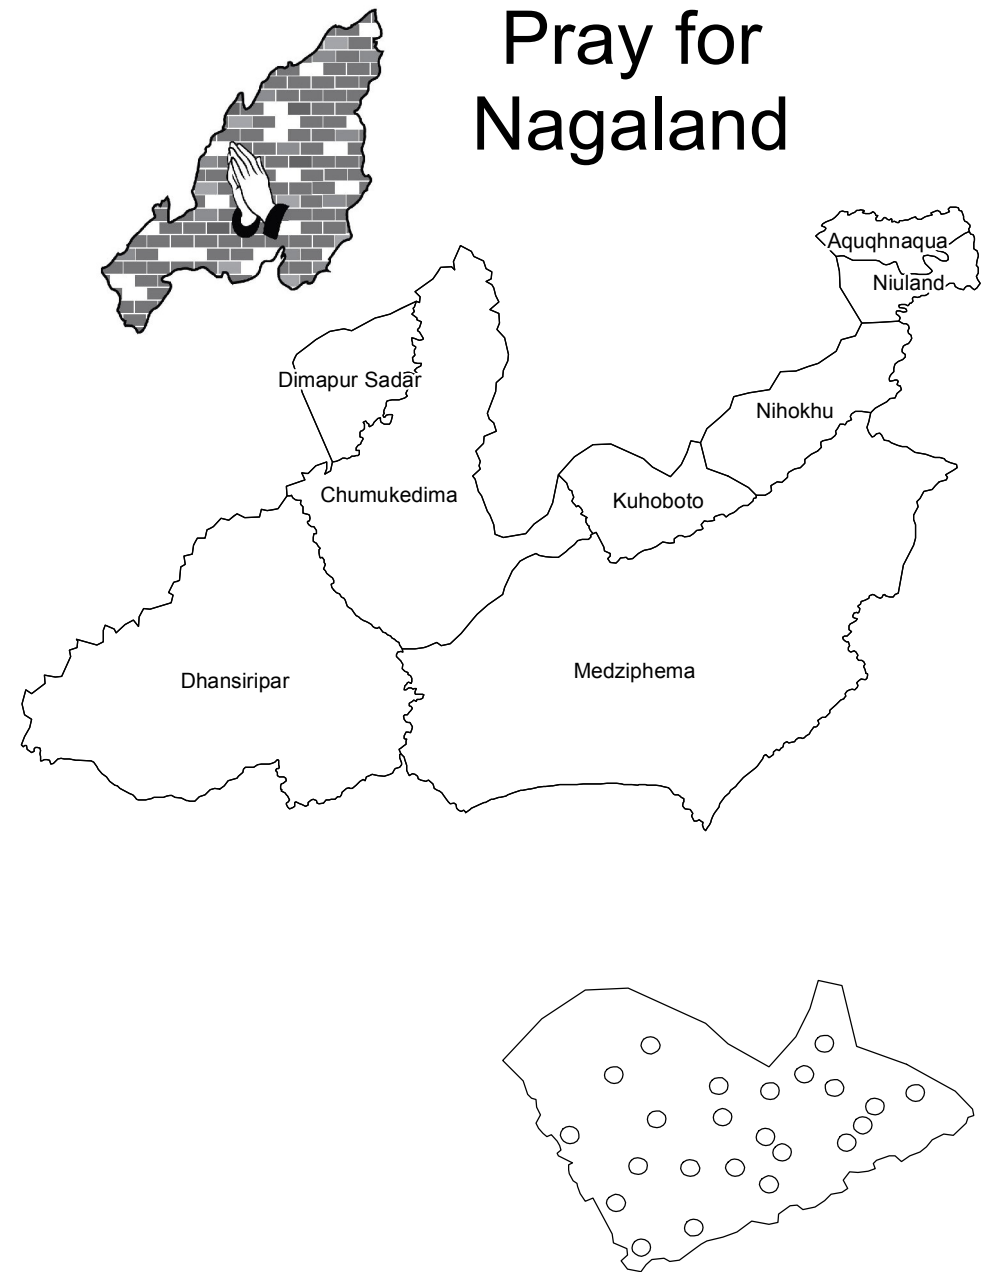 Pray for
Nagaland
Aquqhnaqua
Niuland
Dimapur Sadar
Nihokhu
Chumukedima
Kuhoboto
Medziphema
Dhansiripar